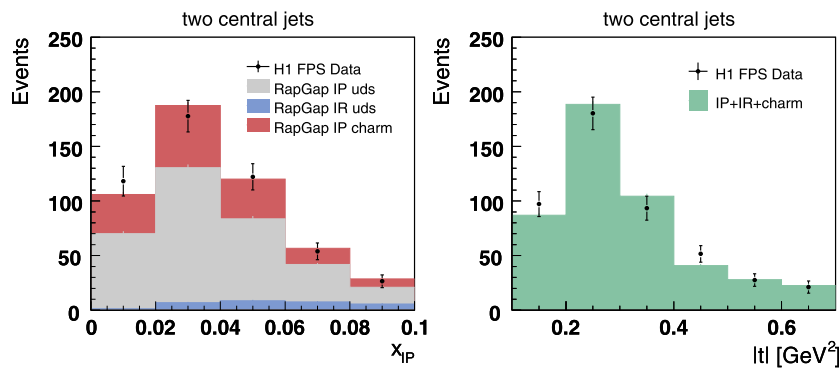 two central jets
Events
250
200
150
100
50
0
H1 FPS Data
RapGap IP uds
RapGap IR uds
RapGap IP charm
0 0.02 0.04 0.06 0.08 0.1
x_IP
two central jets
Events
250
200
150
100
50
0
H1 FPS Data
IP+IR+charm
0.2 0.4 0.6
|t| [GeV²]